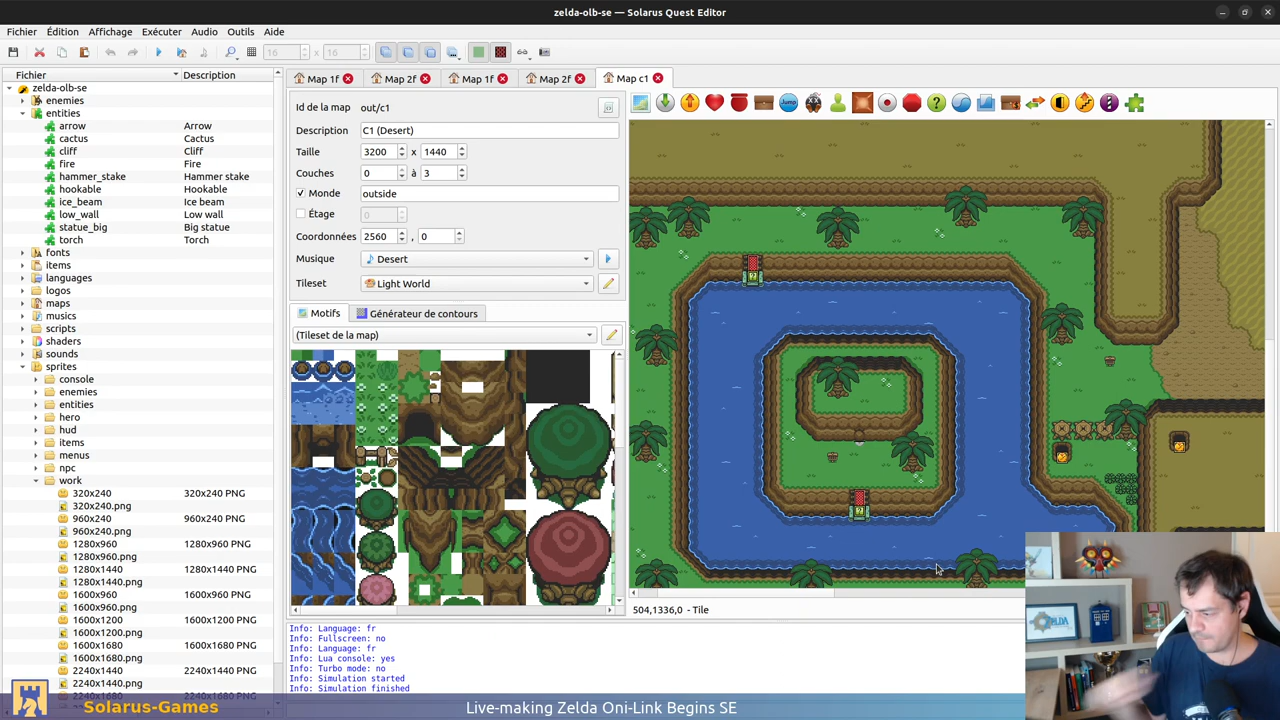 zelda-olb-se — Solarus Quest Editor
Fichier Édition Affichage Exécuter Audio Outils Aide
16 x 16
Fichier Description
zelda-olb-se
enemies
entities
arrow Arrow
cactus Cactus
cliff Cliff
fire Fire
hammer_stake Hammer stake
hookable Hookable
ice_beam Ice beam
low_wall Low wall
statue_big Big statue
torch Torch
fonts
items
languages
logos
maps
musics
scripts
shaders
sounds
sprites
console
enemies
entities
hero
hud
items
menus
npc
work
320x240 320x240 PNG
320x240.png
960x240 960x240 PNG
960x240.png
1280x960 1280x960 PNG
1280x960.png
1280x1440 1280x1440 PNG
1280x1440.png
1600x960 1600x960 PNG
1600x960.png
1600x1200 1600x1200 PNG
1600x1200.png
1600x1680 1600x1680 PNG
1600x1680.png
2240x1440 2240x1440 PNG
2240x1440.png
Map 1f Map 2f Map 1f Map 2f Map c1
Id de la map out/c1
Description C1 (Desert)
Taille 3200 x 1440
Couches 0 à 3
Monde outside
Étage 0
Coordonnées 2560 , 0
Musique Desert
Tileset Light World
Motifs Générateur de contours
(Tileset de la map)
Jump
504,1336,0 - Tile
Info: Language: fr
Info: Fullscreen: no
Info: Language: fr
Info: Lua console: yes
Info: Turbo mode: no
Info: Simulation started
Info: Simulation finished
Solarus-Games
Live-making Zelda Oni-Link Begins SE